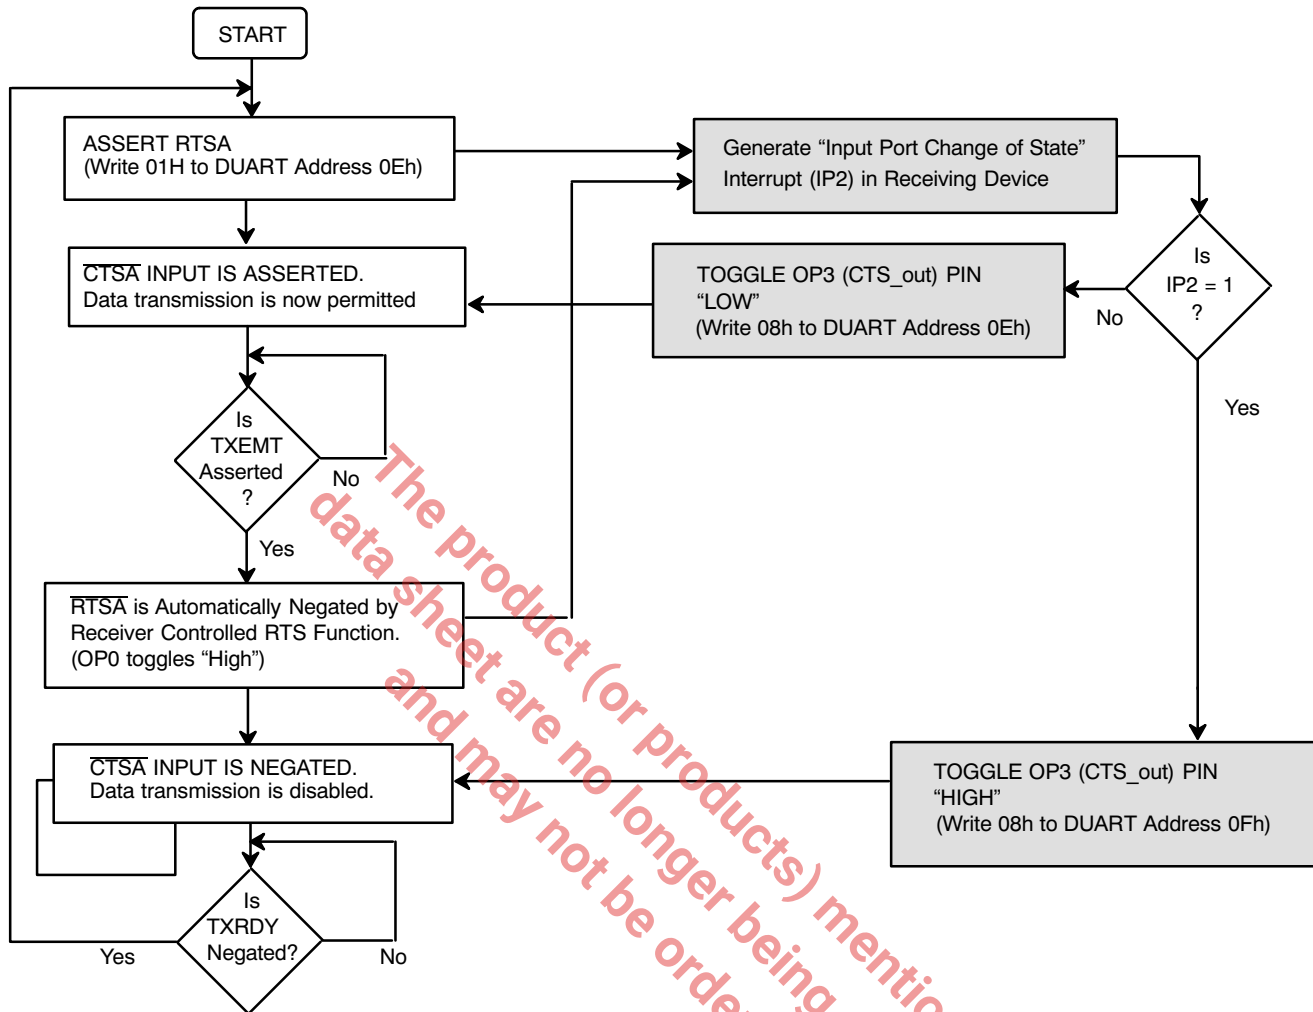 START
ASSERT RTSA
(Write 01H to DUART Address 0Eh)
Generate “Input Port Change of State”
Interrupt (IP2) in Receiving Device
CTSA INPUT IS ASSERTED.
Data transmission is now permitted
TOGGLE OP3 (CTS_out) PIN
“LOW”
(Write 08h to DUART Address 0Eh)
Is
IP2 = 1
?
No
Yes
Is
TXEMT
Asserted
?
No
Yes
RTSA is Automatically Negated by
Receiver Controlled RTS Function.
(OP0 toggles “High”)
CTSA INPUT IS NEGATED.
Data transmission is disabled.
TOGGLE OP3 (CTS_out) PIN
“HIGH”
(Write 08h to DUART Address 0Fh)
Is
TXRDY
Negated?
Yes
No
The product (or products) mentio
data sheet are no longer being
and may not be orde